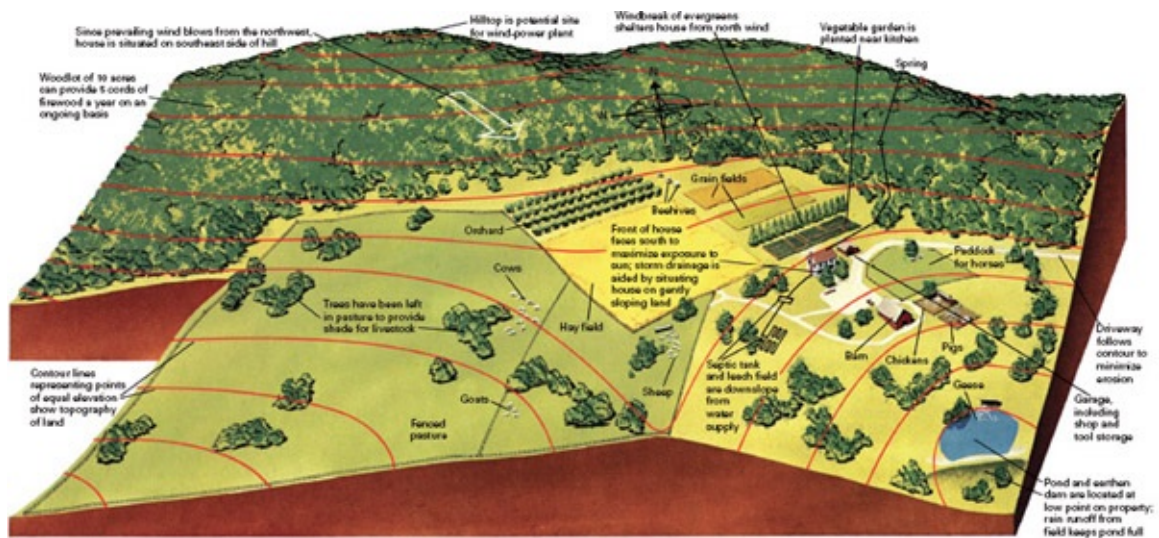 Since prevailing wind blows from the northwest,
house is situated on southeast side of hill
Hilltop is potential site
for wind-power plant
Windbreak of evergreens
shelters house from north wind
Vegetable garden is
planted near kitchen
Spring
Woodlot of 10 acres
can provide 5 cords of
firewood a year on an
ongoing basis
N
Grain fields
Beehives
Orchard
Front of house
faces south to
maximize exposure to
sun; storm drainage is
aided by situating
house on gently
sloping land
Paddock
for horses
Cows
Trees have been left
in pasture to provide
shade for livestock
Hay field
Driveway
follows
contour to
minimize
erosion
Barn
Chickens
Pigs
Septic tank
and leach field
are downslope
from
water
supply
Sheep
Geese
Contour lines
representing points
of equal elevation
show topography
of land
Goats
Fenced
pasture
Garage,
including
shop and
tool storage
Pond and earthen
dam are located at
low point on property;
rain runoff from
field keeps pond full